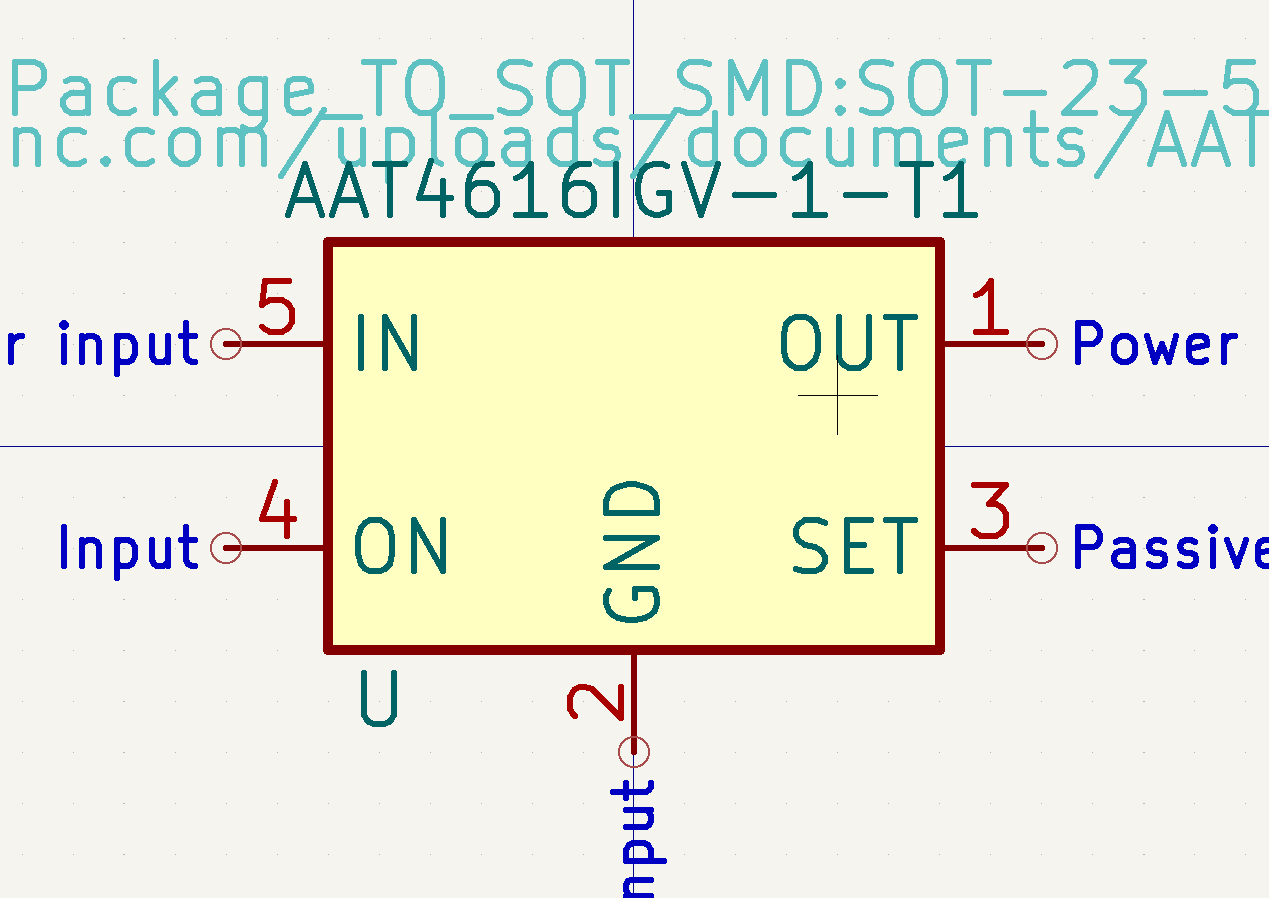 Package_TO_SOT_SMD:SOT-23-5
nc.com/uploads/documents/AAT
AAT4616IGV-1-T1
5
1
r input
IN
OUT
Power
4
3
Input
ON
GND
SET
Passive
U
2
nput